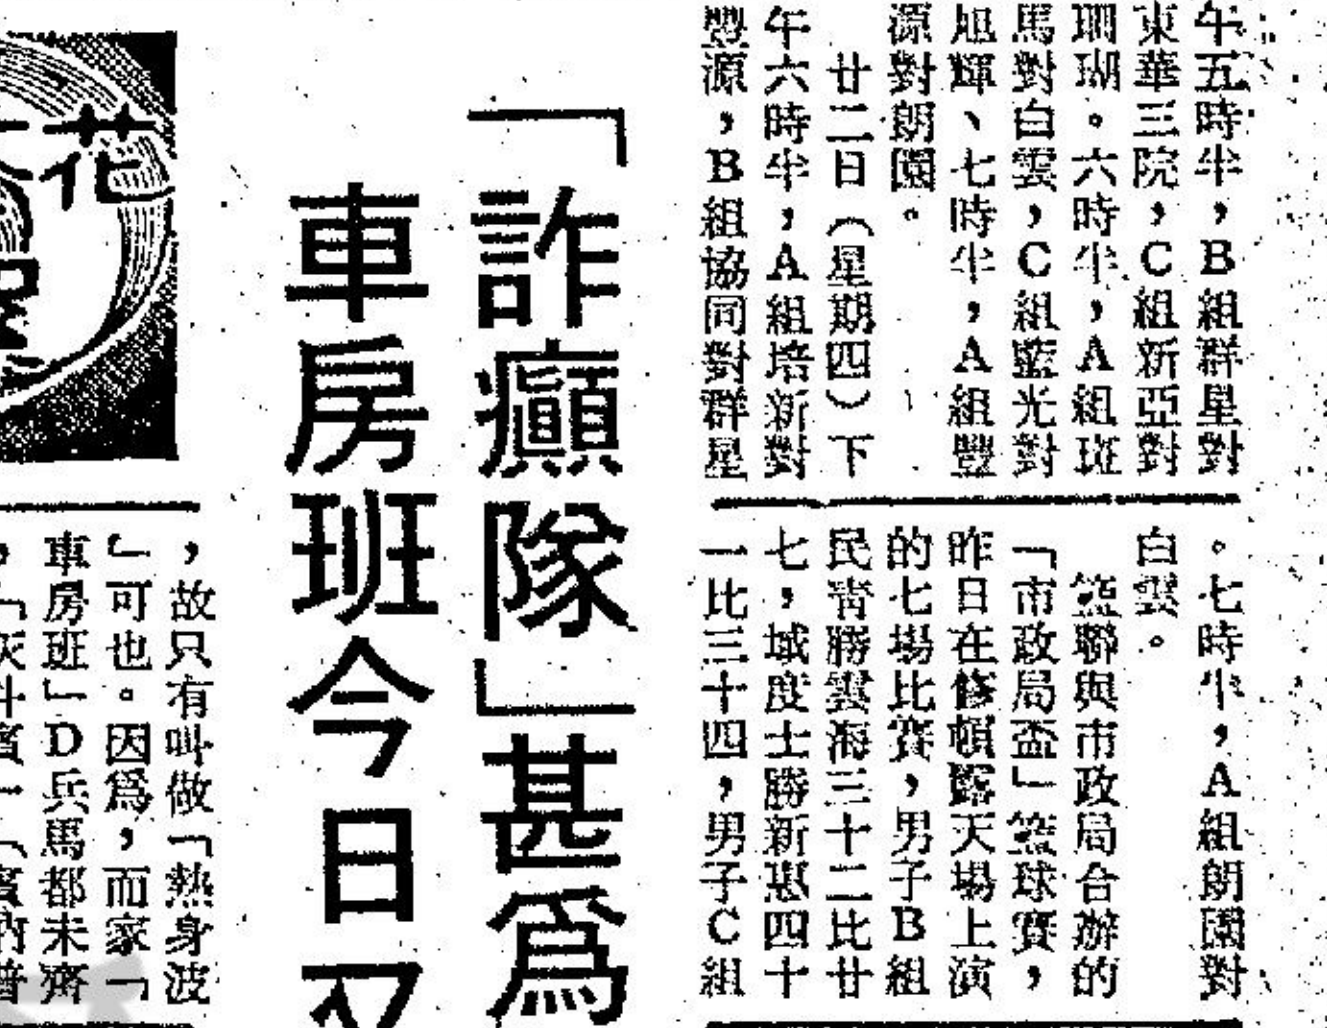 午五時半，B組群星對
東華三院，C組新亞對
珊瑚。六時半，A組斑
馬對白雲，C組藍光對
旭輝、七時半，A組豐
源對朗園。
廿二日（星期四）下
午六時半，A組培新對
豐源，B組協同對群星
。七時半，A組朗園對
白雲。
籃聯與市政局合辦的
「市政局盃」籃球賽，
昨日在修頓露天場上演
的七場比賽，男子B組
民青勝雲海三十二比廿
七，域度士勝新惠四十
一比三十四，男子C組
「詐癲隊」甚爲
車房班今日又
花
，故只有叫做「熱身波
」可也。因爲，而家「
車房班」D兵馬都未齊